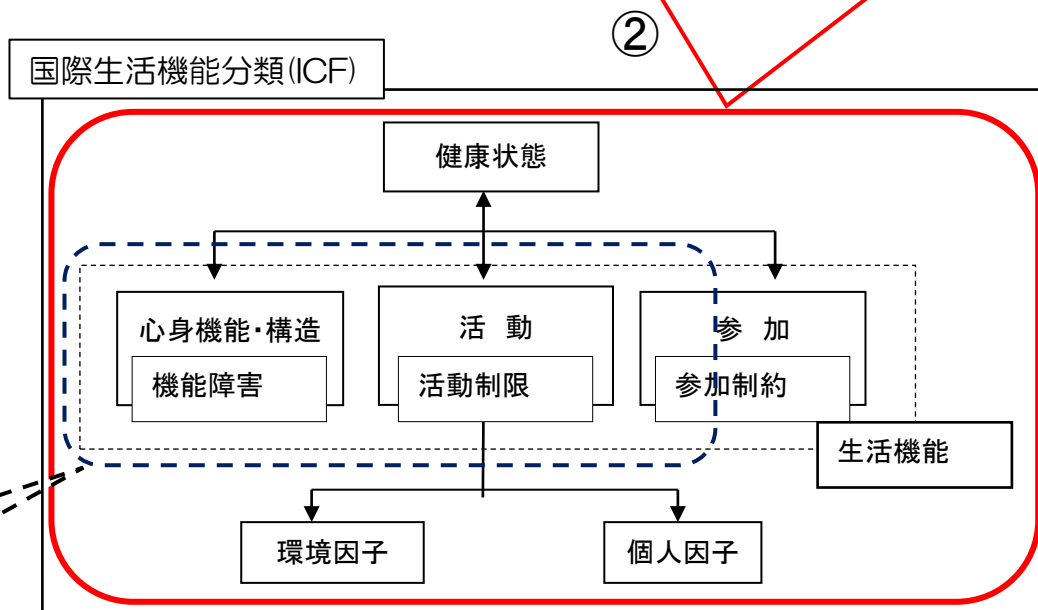 ②
国際生活機能分類(ICF)
健康状態
心身機能・構造
活 動
参 加
機能障害
活動制限
参加制約
生活機能
環境因子
個人因子